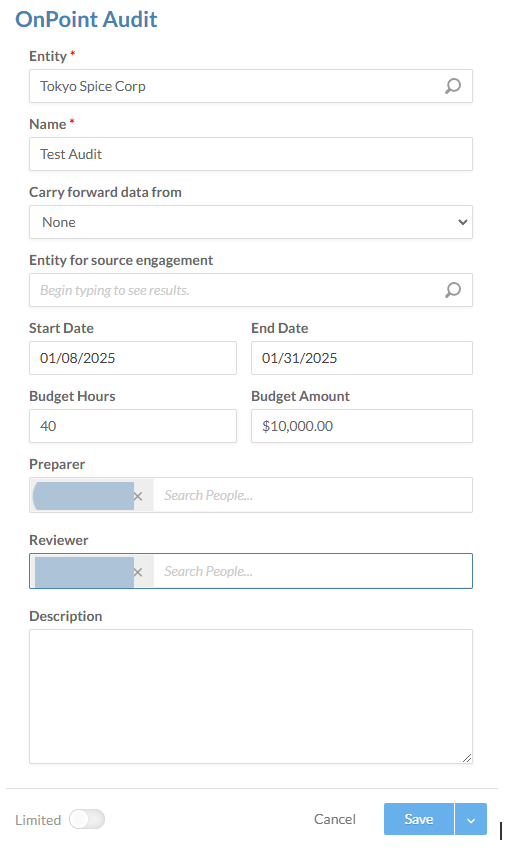 OnPoint Audit
Entity *
Tokyo Spice Corp
Name *
Test Audit
Carry forward data from
None
Entity for source engagement
Begin typing to see results.
Start Date End Date
01/08/2025 01/31/2025
Budget Hours Budget Amount
40 $10,000.00
Preparer
× Search People...
Reviewer
× Search People...
Description
Limited Cancel Save